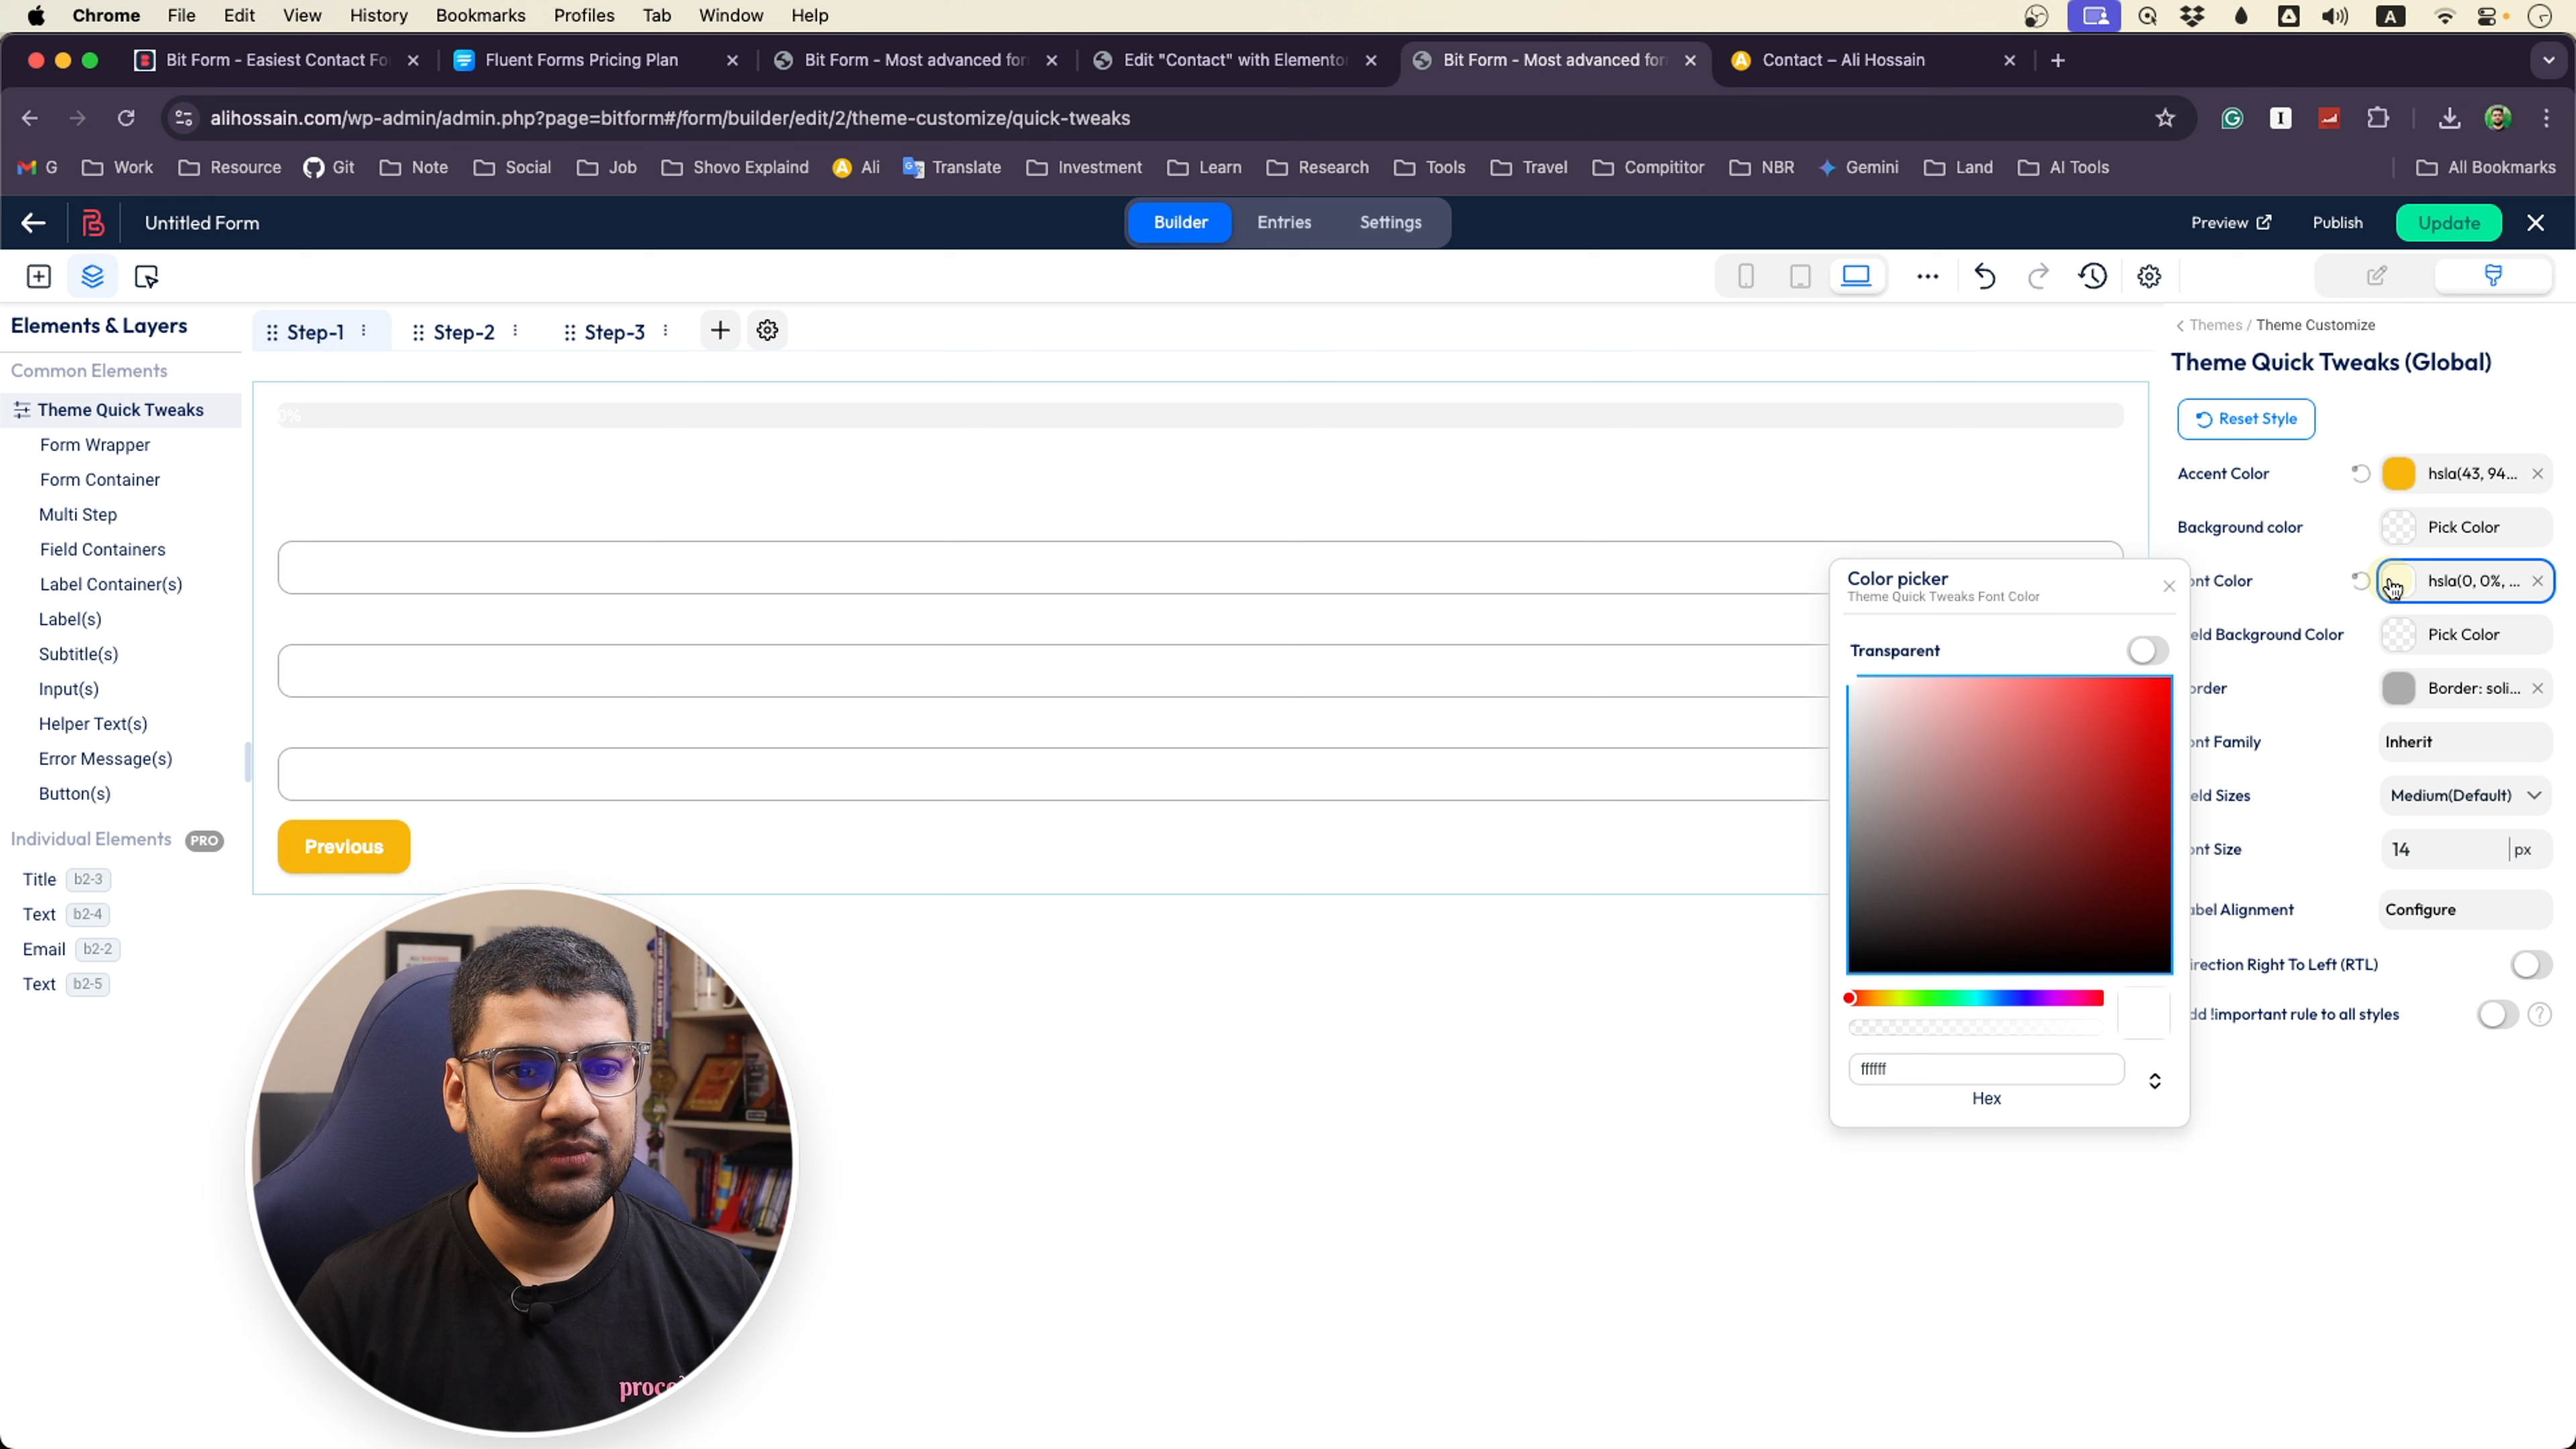 Chrome File Edit View History Bookmarks Profiles Tab Window Help
A
Bit Form - Easiest Contact Fo
Fluent Forms Pricing Plan
Bit Form - Most advanced for
Edit "Contact" with Elemento
Bit Form - Most advanced for
Contact – Ali Hossain
alihossain.com/wp-admin/admin.php?page=bitform#/form/builder/edit/2/theme-customize/quick-tweaks
G Work Resource Git Note Social Job Shovo Explaind Ali Translate Investment Learn Research Tools Travel Compititor NBR Gemini Land AI Tools All Bookmarks
Untitled Form
Builder Entries Settings
Preview Publish Update
Elements & Layers
Step-1 Step-2 Step-3
Common Elements
Theme Quick Tweaks
Form Wrapper
Form Container
Multi Step
Field Containers
Label Container(s)
Label(s)
Subtitle(s)
Input(s)
Helper Text(s)
Error Message(s)
Button(s)
Individual Elements PRO
Title b2-3
Text b2-4
Email b2-2
Text b2-5
0%
Previous
Themes / Theme Customize
Theme Quick Tweaks (Global)
Reset Style
Accent Color hsla(43, 94...
Background color Pick Color
ont Color hsla(0, 0%, ...
eld Background Color Pick Color
order Border: soli...
ont Family Inherit
eld Sizes Medium(Default)
ont Size 14 px
abel Alignment Configure
irection Right To Left (RTL)
dd !important rule to all styles ?
Color picker
Theme Quick Tweaks Font Color
Transparent
ffffff
Hex